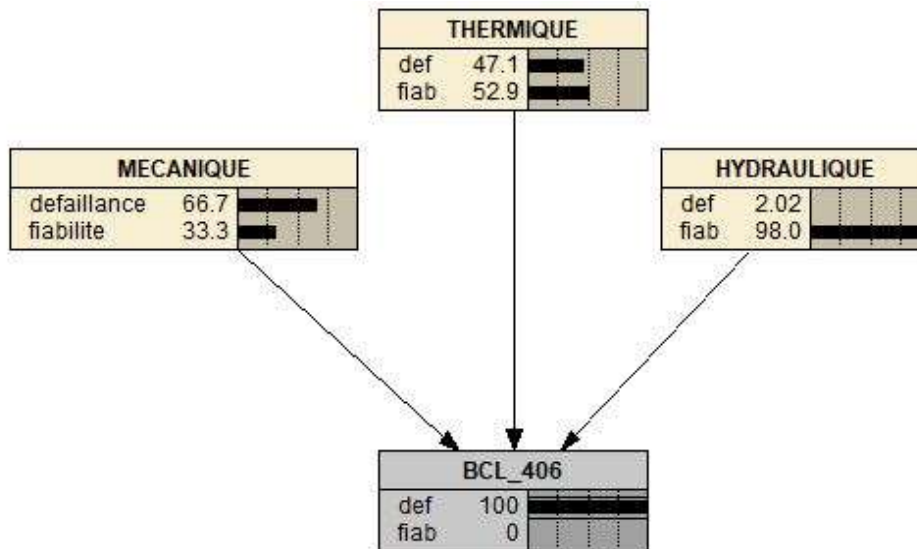 THERMIQUE
def 47.1
fiab 52.9
MECANIQUE
defaillance 66.7
fiabilite 33.3
HYDRAULIQUE
def 2.02
fiab 98.0
BCL_406
def 100
fiab 0